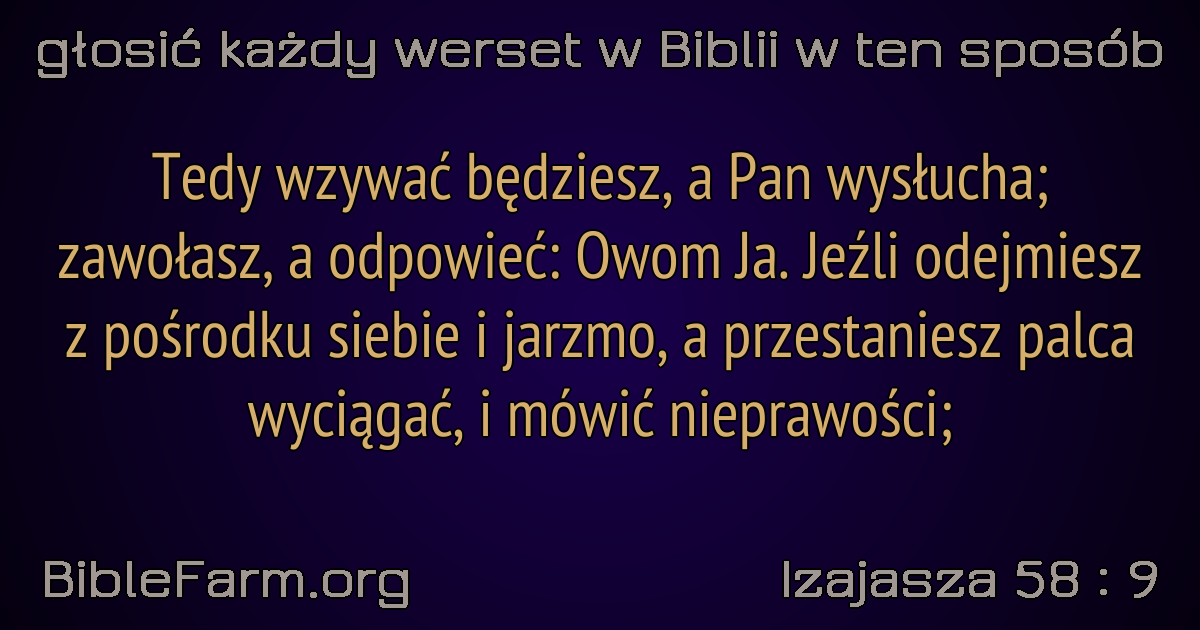 głosić każdy werset w Biblii w ten sposób
Tedy wzywać będziesz, a Pan wysłucha;
zawołasz, a odpowieć: Owom Ja. Jeźli odejmiesz
z pośrodku siebie i jarzmo, a przestaniesz palca
wyciągać, i mówić nieprawości;
BibleFarm.org
Izajasza 58 : 9